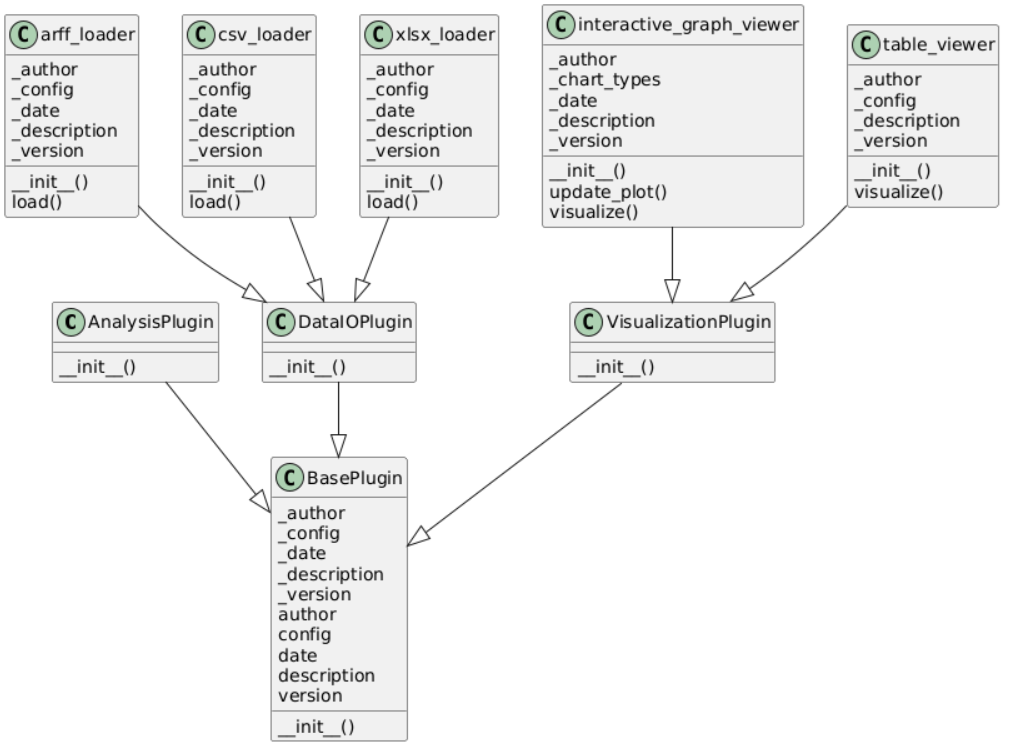 C arff_loader
_author
_config
_date
_description
_version
__init__()
load()
C csv_loader
_author
_config
_date
_description
_version
__init__()
load()
C xlsx_loader
_author
_config
_date
_description
_version
__init__()
load()
C interactive_graph_viewer
_author
_chart_types
_date
_description
_version
__init__()
update_plot()
visualize()
C table_viewer
_author
_config
_description
_version
__init__()
visualize()
C AnalysisPlugin
__init__()
C DataIOPlugin
__init__()
C VisualizationPlugin
__init__()
C BasePlugin
_author
_config
_date
_description
_version
author
config
date
description
version
__init__()